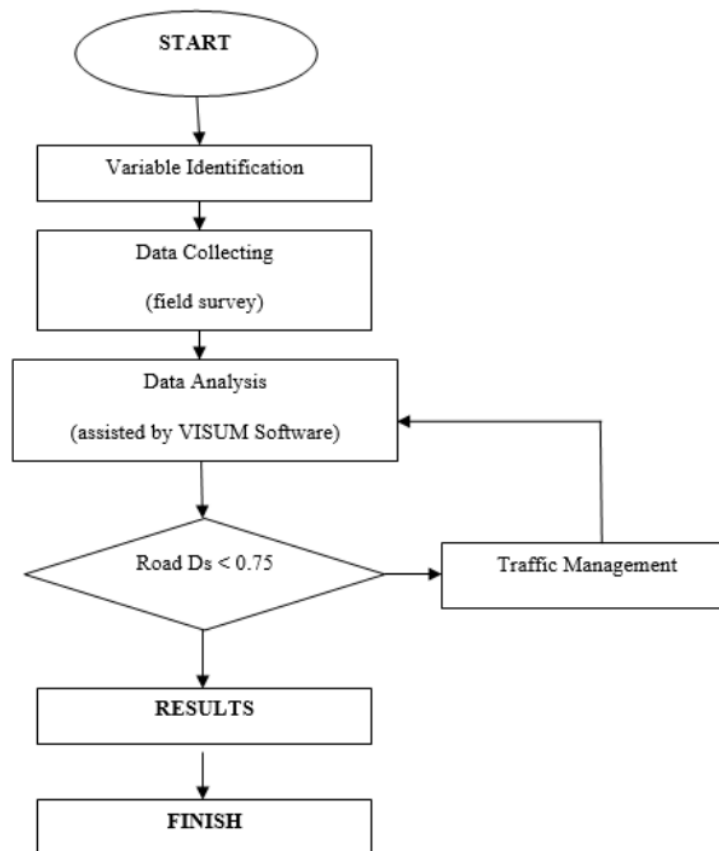 START
Variable Identification
Data Collecting
(field survey)
Data Analysis
(assisted by VISUM Software)
Road Ds < 0.75
Traffic Management
RESULTS
FINISH